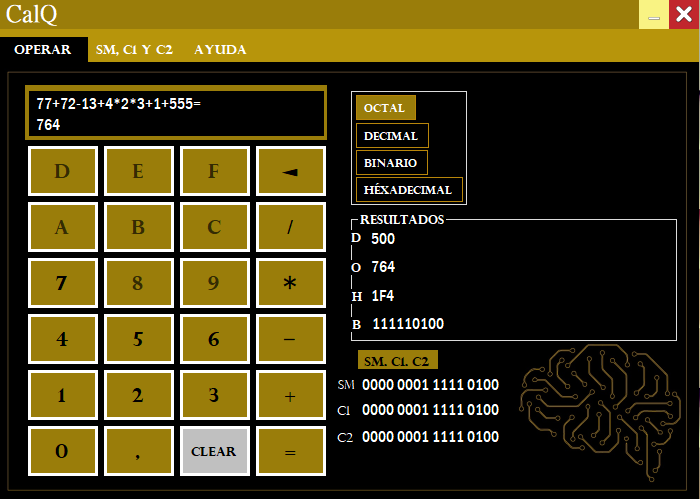 CalQ
OPERAR SM, C1 Y C2 AYUDA
77+72-13+4*2*3+1+555=
764
D E F ◄
A B C /
7 8 9 *
4 5 6 −
1 2 3 +
0 , CLEAR =
OCTAL
DECIMAL
BINARIO
HÉXADECIMAL
RESULTADOS
D 500
O 764
H 1F4
B 111110100
SM. C1. C2
SM 0000 0001 1111 0100
C1 0000 0001 1111 0100
C2 0000 0001 1111 0100